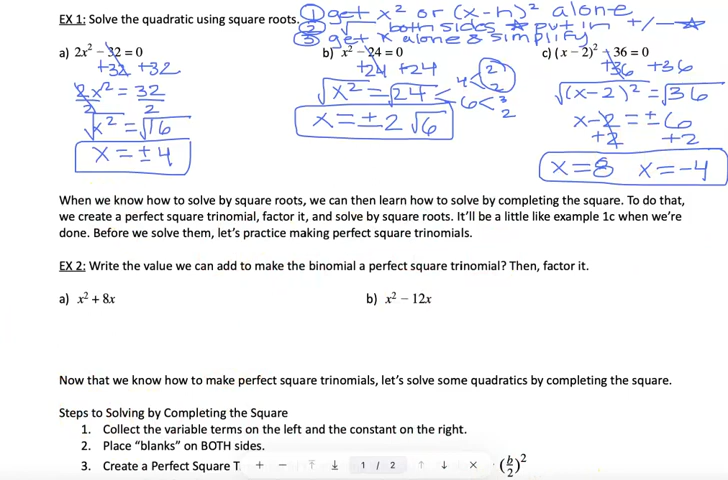 EX 1: Solve the quadratic using square roots. ① get x² or (x-h)² alone
② √ both sides ★ put in +/- ★
③ get x alone & simplify
a) 2x² − 32 = 0
+32 +32
2x² = 32
2 2
√x² = √16
x = ± 4
b) x² − 24 = 0
+24 +24
√x² = √24 < 4 < 2 2
6 < 3 2
x = ± 2 √6
c) (x − 2)² − 36 = 0
+36 +36
√(x-2)² = √36
x-2 = ± 6
+2 +2
x = 8 x = -4
When we know how to solve by square roots, we can then learn how to solve by completing the square. To do that,
we create a perfect square trinomial, factor it, and solve by square roots. It'll be a little like example 1c when we're
done. Before we solve them, let's practice making perfect square trinomials.
EX 2: Write the value we can add to make the binomial a perfect square trinomial? Then, factor it.
a) x² + 8x b) x² − 12x
Now that we know how to make perfect square trinomials, let's solve some quadratics by completing the square.
Steps to Solving by Completing the Square
1. Collect the variable terms on the left and the constant on the right.
2. Place "blanks" on BOTH sides.
3. Create a Perfect Square T (b/2)²
1 / 2